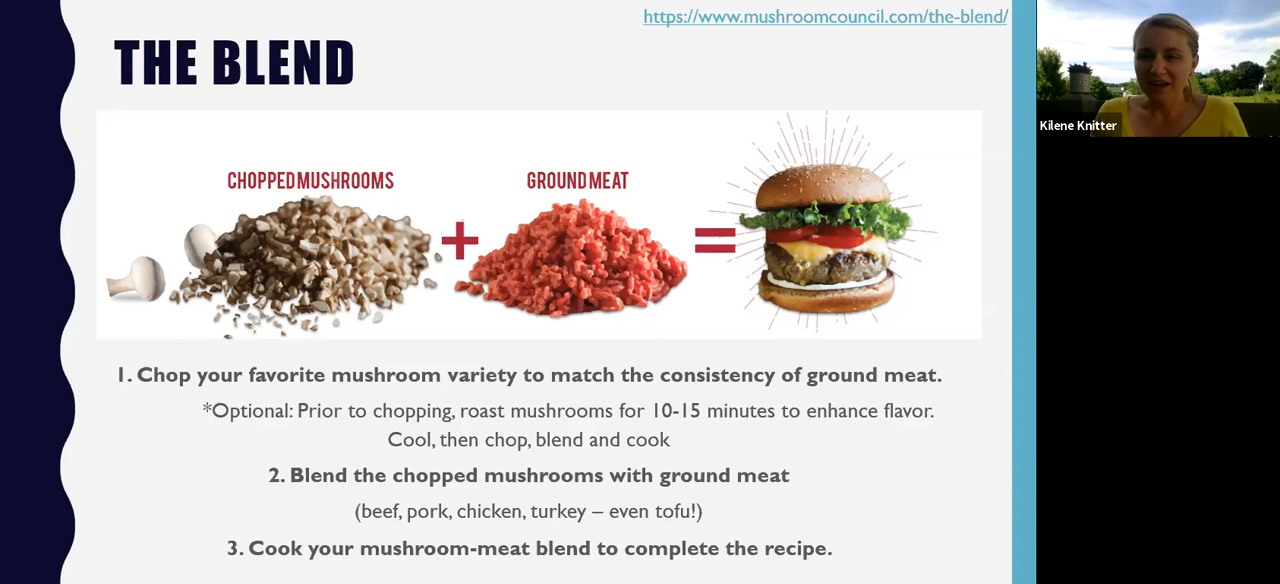 https://www.mushroomcouncil.com/the-blend/
THE BLEND
Kilene Knitter
CHOPPED MUSHROOMS
GROUND MEAT
+
=
1. Chop your favorite mushroom variety to match the consistency of ground meat.
*Optional: Prior to chopping, roast mushrooms for 10-15 minutes to enhance flavor.
Cool, then chop, blend and cook
2. Blend the chopped mushrooms with ground meat
(beef, pork, chicken, turkey – even tofu!)
3. Cook your mushroom-meat blend to complete the recipe.